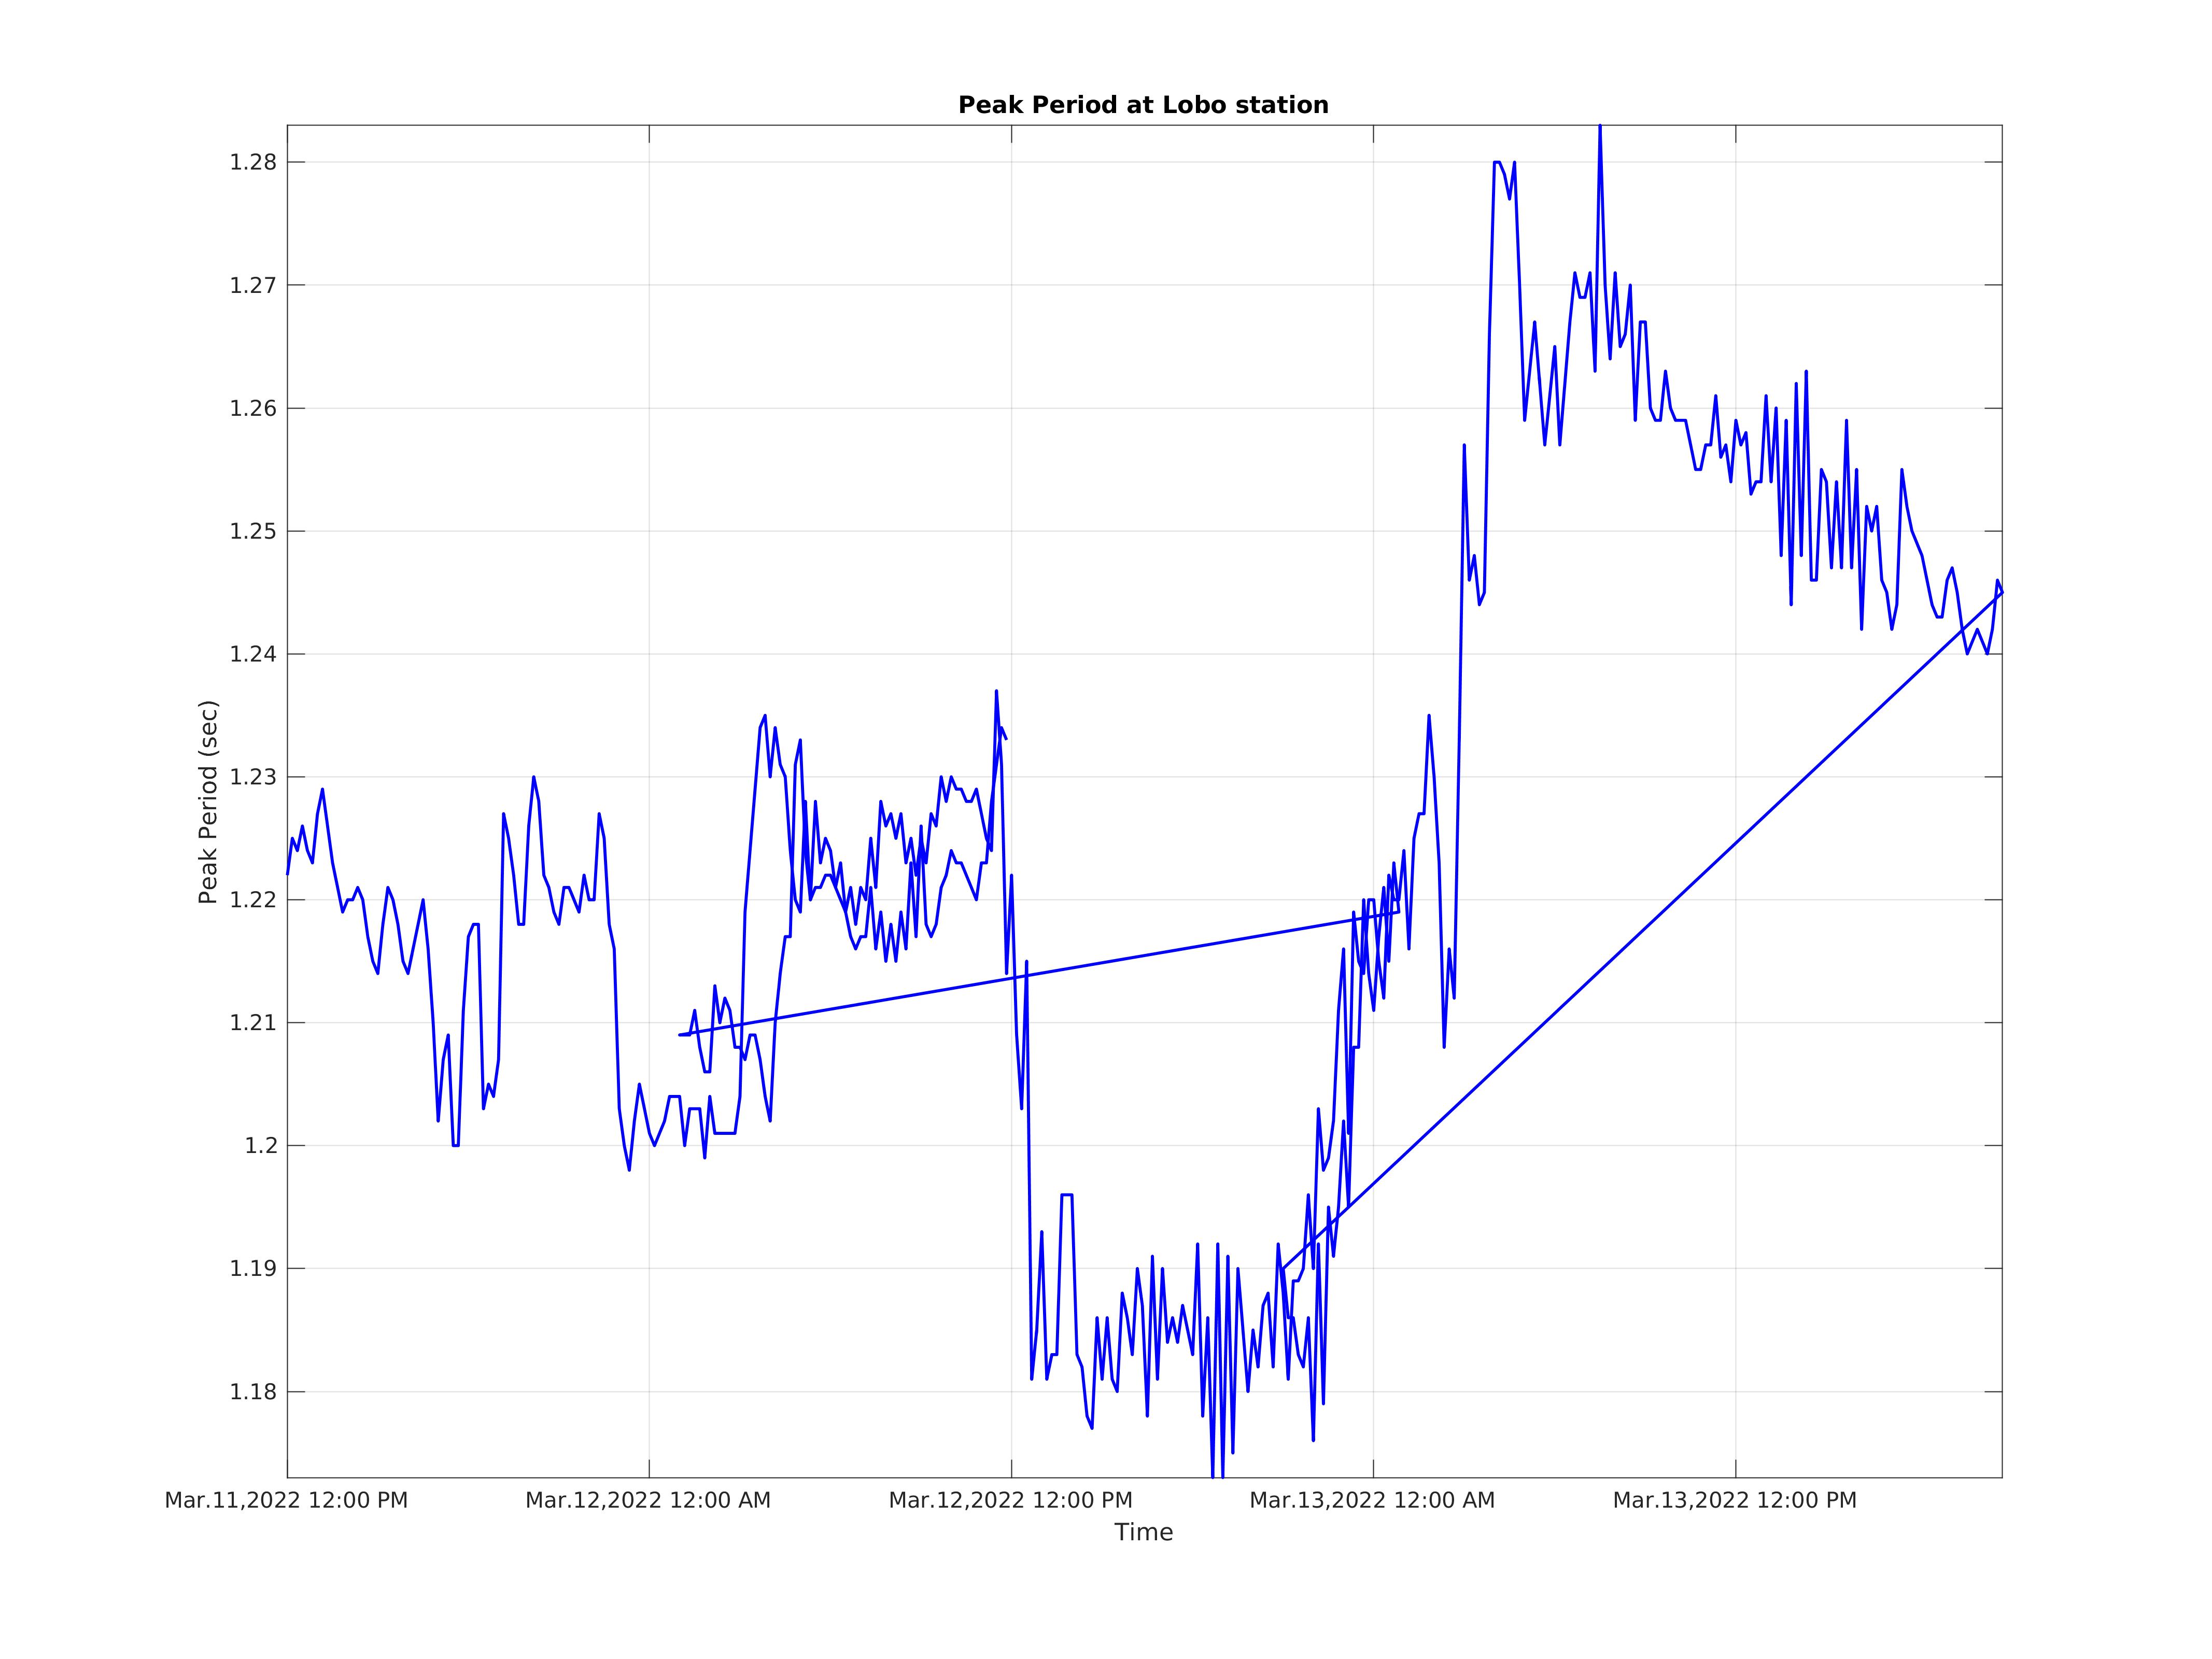 Peak Period at Lobo station
1.28
1.27
1.26
1.25
1.24
1.23
1.22
1.21
1.2
1.19
1.18
Peak Period (sec)
Mar.11,2022 12:00 PM
Mar.12,2022 12:00 AM
Mar.12,2022 12:00 PM
Mar.13,2022 12:00 AM
Mar.13,2022 12:00 PM
Time